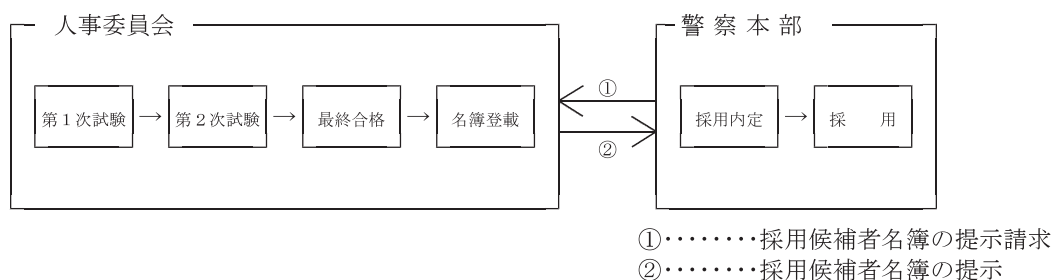 人事委員会
警察本部
第1次試験 → 第2次試験 → 最終合格 → 名簿登載
①
②
採用内定 → 採用
①‥‥‥‥採用候補者名簿の提示請求
②‥‥‥‥採用候補者名簿の提示